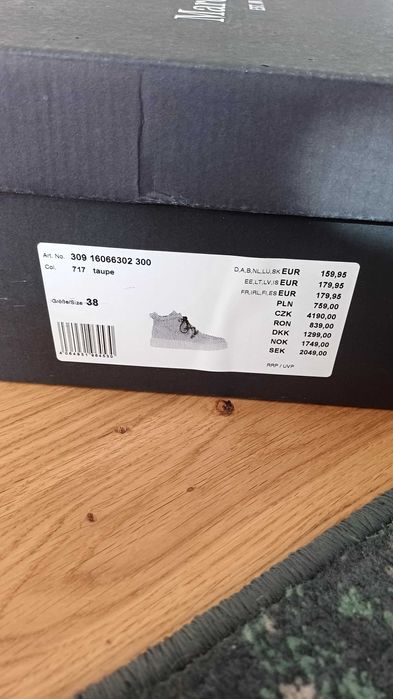 Mar
Art. No. 309 16066302 300
Col. 717 taupe
Größe/Size 38
D,A,B,NL,LU,SK EUR 159,95
EE,LT,LV,IS EUR 179,95
FR,IRL,FI,ES EUR 179,95
PLN 759,00
CZK 4190,00
RON 839,00
DKK 1299,00
NOK 1749,00
SEK 2049,00
RRP / UVP